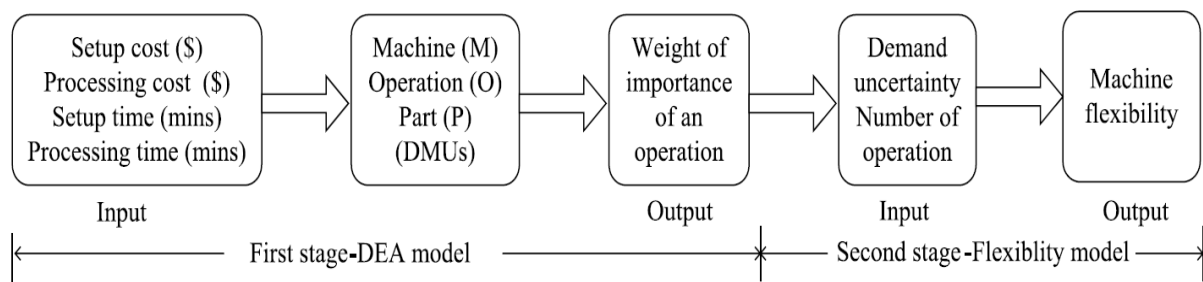 Setup cost ($)
Processing cost ($)
Setup time (mins)
Processing time (mins)
Machine (M)
Operation (O)
Part (P)
(DMUs)
Weight of
importance
of an
operation
Demand
uncertainty
Number of
operation
Machine
flexibility
Input
Output
Input
Output
First stage-DEA model
Second stage-Flexiblity model